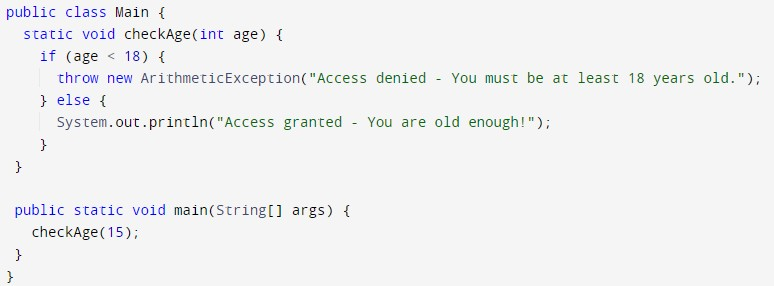 public class Main {
  static void checkAge(int age) {
    if (age < 18) {
      throw new ArithmeticException("Access denied - You must be at least 18 years old.");
    } else {
      System.out.println("Access granted - You are old enough!");
    }
 }

 public static void main(String[] args) {
   checkAge(15);
 }
}